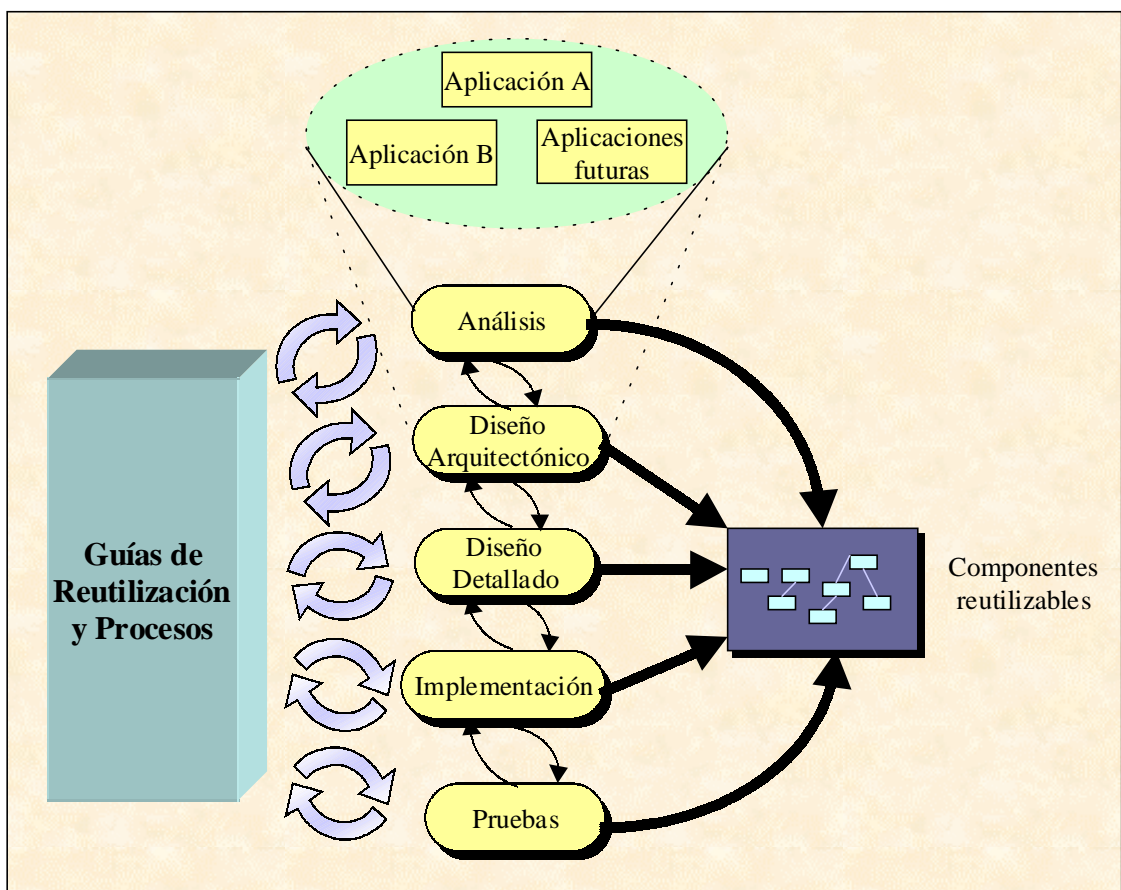 Aplicación A
Aplicación B
Aplicaciones
futuras
Análisis
Diseño
Arquitectónico
Diseño
Detallado
Implementación
Pruebas
Guías de
Reutilización
y Procesos
Componentes
reutilizables